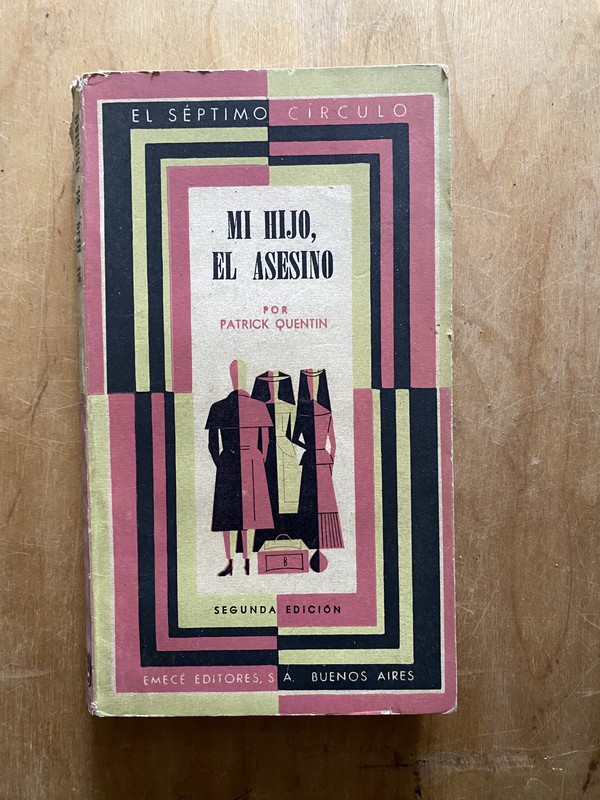 EL SÉPTIMO CÍRCULO
MI HIJO,
EL ASESINO
POR
PATRICK QUENTIN
B
SEGUNDA EDICIÓN
EMECÉ EDITORES, S. A. BUENOS AIRES